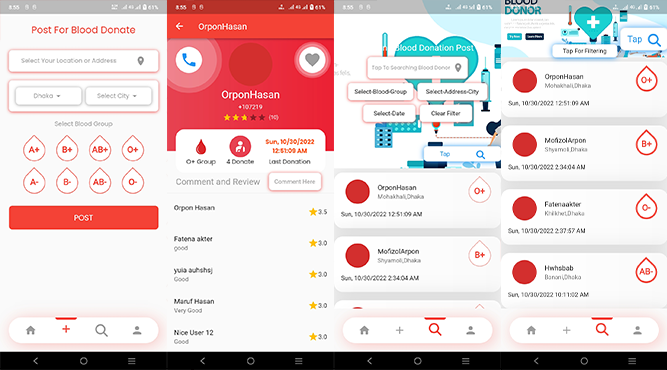 8:55
61%
Post For Blood Donate
Select Your Location or Address
Dhaka
Select City
Select Blood Group
A+
B+
AB+
O+
A-
B-
AB-
O-
POST
8:55
61%
OrponHasan
OrponHasan
+107219
(10)
O+ Group
4 Donate
Sun, 10/30/2022
12:51:09 AM
Last Donation
Comment and Review
Comment Here
Orpon Hasan
3.5
Fatena akter
good
3.0
yuia auhshsj
Good
3.0
Maruf Hasan
Very Good
3.0
Nice User 12
Good
3.0
8:55
61%
Blood Donation Post
Tap To Searching Blood Donor
Select-Blood-Group
Select-Address-City
Select-Date
Clear Filter
Tap
OrponHasan
Mohakhali,Dhaka
O+
Sun, 10/30/2022 12:51:09 AM
MofizolArpon
Shyamoli,Dhaka
B+
Sun, 10/30/2022 2:34:04 AM
8:55
61%
BLOOD
DONOR
Tap For Filtering
Tap
OrponHasan
Mohakhali,Dhaka
O+
Sun, 10/30/2022 12:51:09 AM
MofizolArpon
Shyamoli,Dhaka
B+
Sun, 10/30/2022 2:34:04 AM
Fatenaakter
Khilkhet,Dhaka
O-
Sun, 10/30/2022 2:37:57 AM
Hwhsbab
Banani,Dhaka
AB-
Sun, 10/30/2022 10:11:02 AM